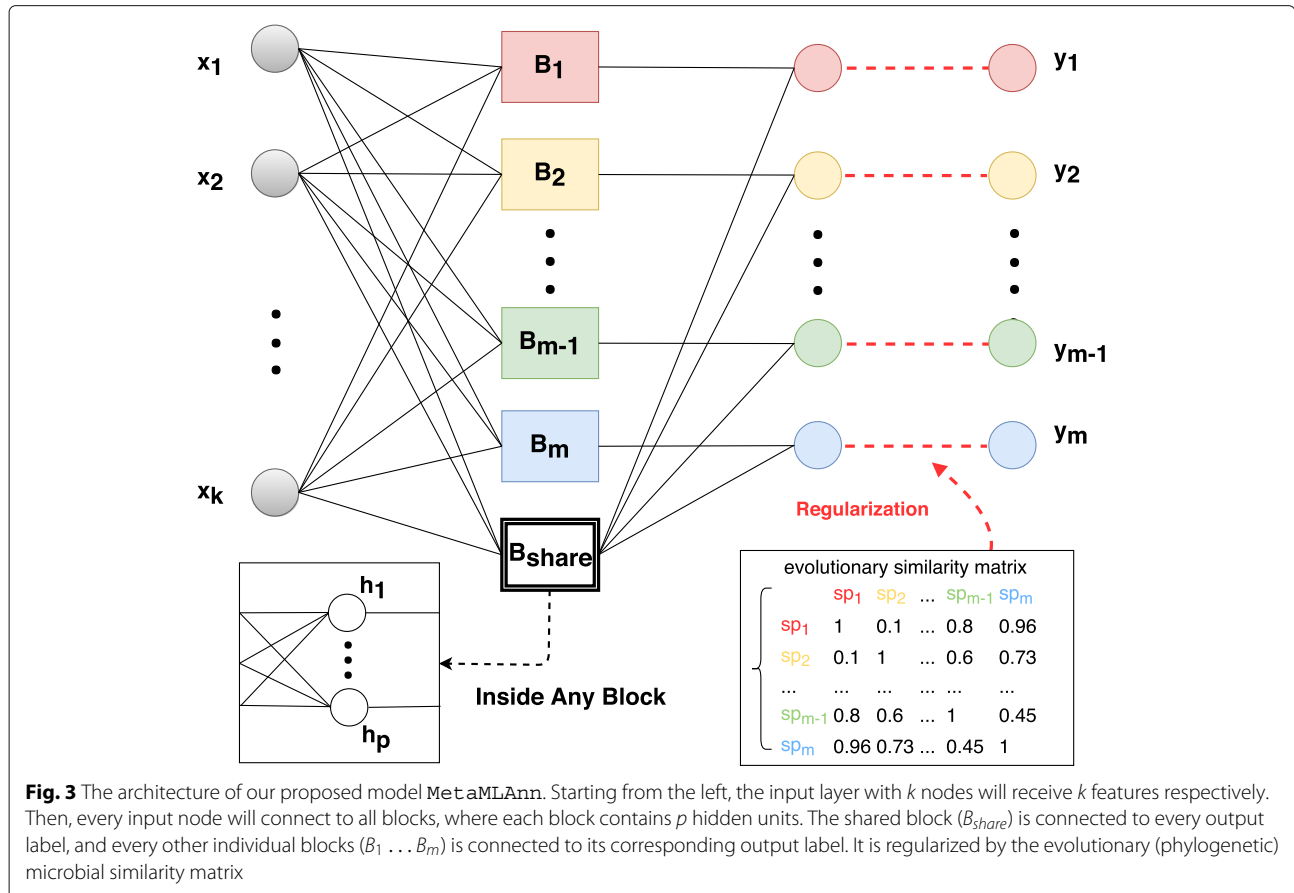 x1
x2
xk
B1
B2
Bm-1
Bm
Bshare
y1
y2
ym-1
ym
h1
hp
Inside Any Block
Regularization
evolutionary similarity matrix
sp1 sp2 ... spm-1 spm
sp1 1 0.1 ... 0.8 0.96
sp2 0.1 1 ... 0.6 0.73
... ... ... ... ...
spm-1 0.8 0.6 ... 1 0.45
spm 0.96 0.73 ... 0.45 1
Fig. 3 The architecture of our proposed model MetaMLAnn. Starting from the left, the input layer with k nodes will receive k features respectively.
Then, every input node will connect to all blocks, where each block contains p hidden units. The shared block (Bshare) is connected to every output
label, and every other individual blocks (B1 ... Bm) is connected to its corresponding output label. It is regularized by the evolutionary (phylogenetic)
microbial similarity matrix